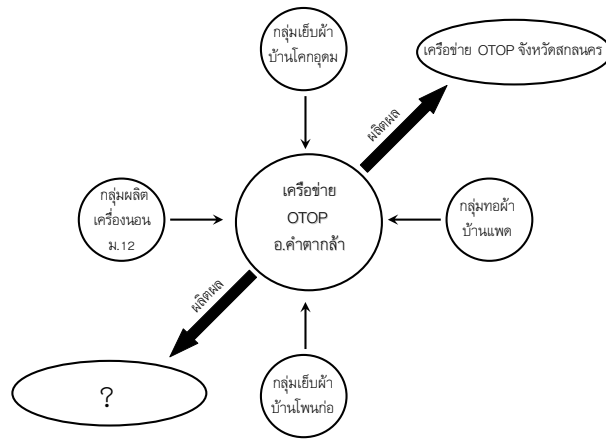 กลุ่มเย็บผ้า
บ้านโคกอุดม
เครือข่าย OTOP จังหวัดสกลนคร
ผลิตผล
กลุ่มผลิต
เครื่องนอน
ม.12
เครือข่าย
OTOP
อ.คำตากล้า
กลุ่มทอผ้า
บ้านแพด
ผลิตผล
?
กลุ่มเย็บผ้า
บ้านโพนก่อ